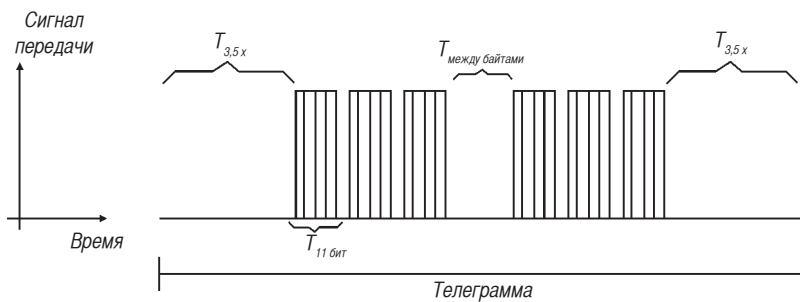 Сигнал
передачи
T3,5 x
Tмежду байтами
T3,5 x
Время
T11 бит
Телеграмма